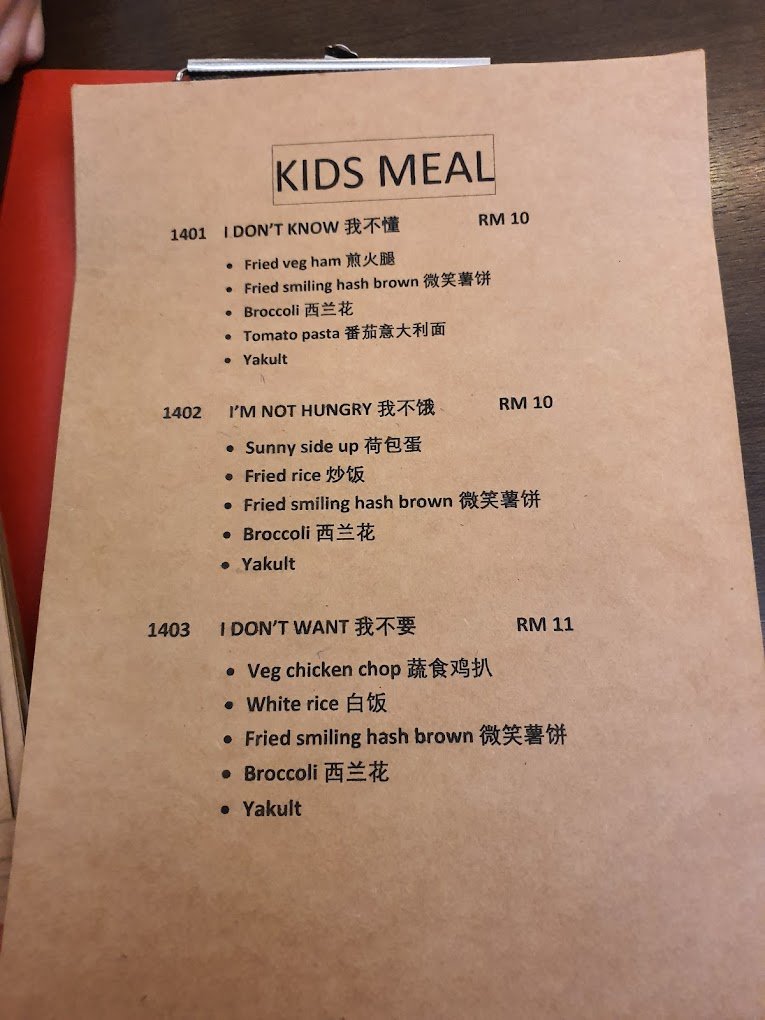 KIDS MEAL
1401 I DON'T KNOW 我不懂 RM 10
• Fried veg ham 煎火腿
• Fried smiling hash brown 微笑薯饼
• Broccoli 西兰花
• Tomato pasta 番茄意大利面
• Yakult
1402 I'M NOT HUNGRY 我不饿 RM 10
• Sunny side up 荷包蛋
• Fried rice 炒饭
• Fried smiling hash brown 微笑薯饼
• Broccoli 西兰花
• Yakult
1403 I DON'T WANT 我不要 RM 11
• Veg chicken chop 蔬食鸡扒
• White rice 白饭
• Fried smiling hash brown 微笑薯饼
• Broccoli 西兰花
• Yakult